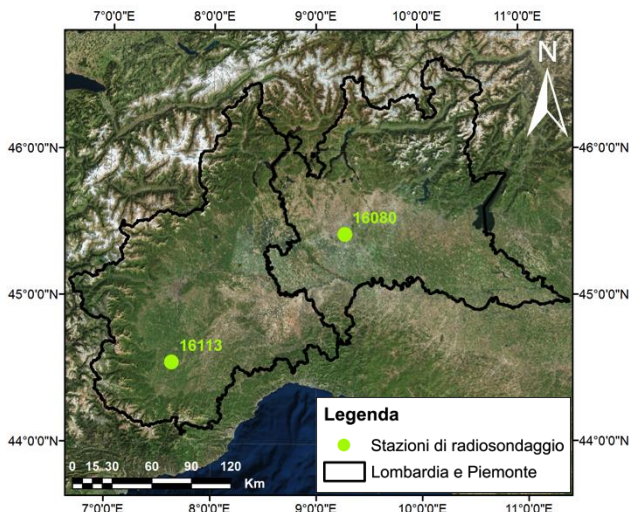 7°0'0"E 8°0'0"E 9°0'0"E 10°0'0"E 11°0'0"E
N
46°0'0"N 46°0'0"N
16080
45°0'0"N 45°0'0"N
16113
Legenda
Stazioni di radiosondaggio
Lombardia e Piemonte
44°0'0"N 44°0'0"N
0 15 30 60 90 120
Km
7°0'0"E 8°0'0"E 9°0'0"E 10°0'0"E 11°0'0"E